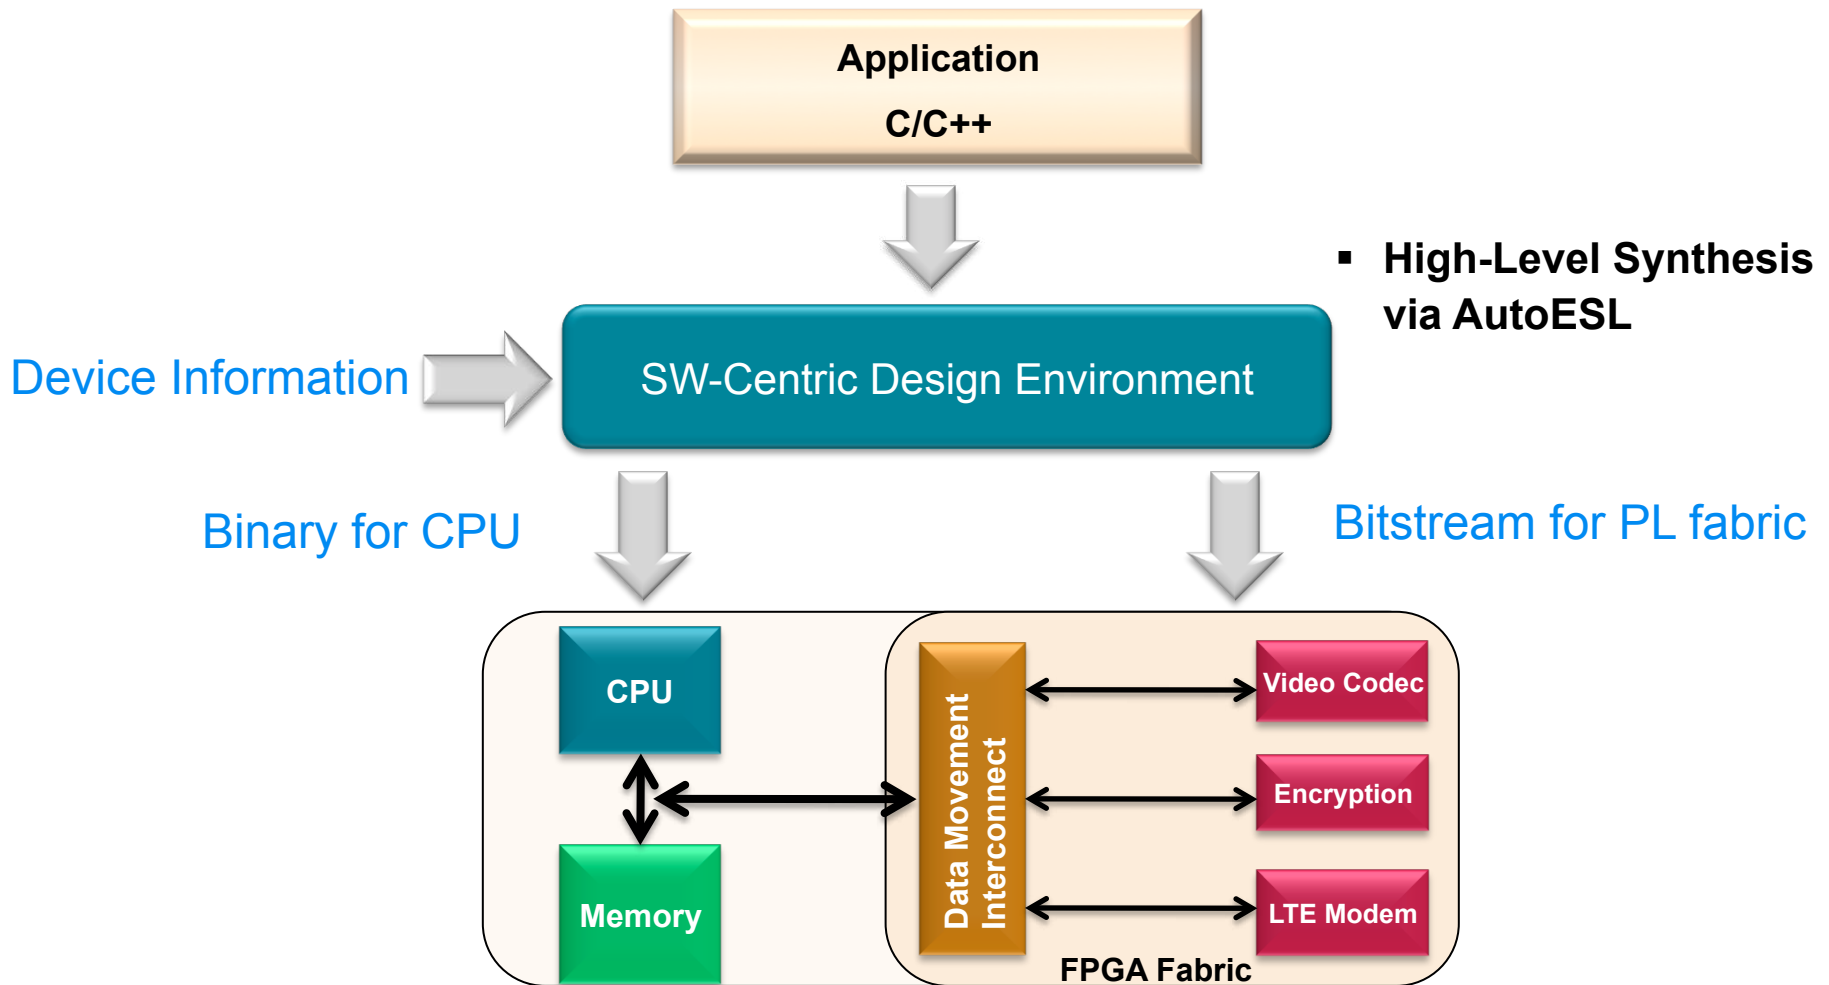 Application
C/C++
▪ High-Level Synthesis
via AutoESL
Device Information
SW-Centric Design Environment
Binary for CPU
Bitstream for PL fabric
CPU
Memory
Data Movement
Interconnect
Video Codec
Encryption
LTE Modem
FPGA Fabric